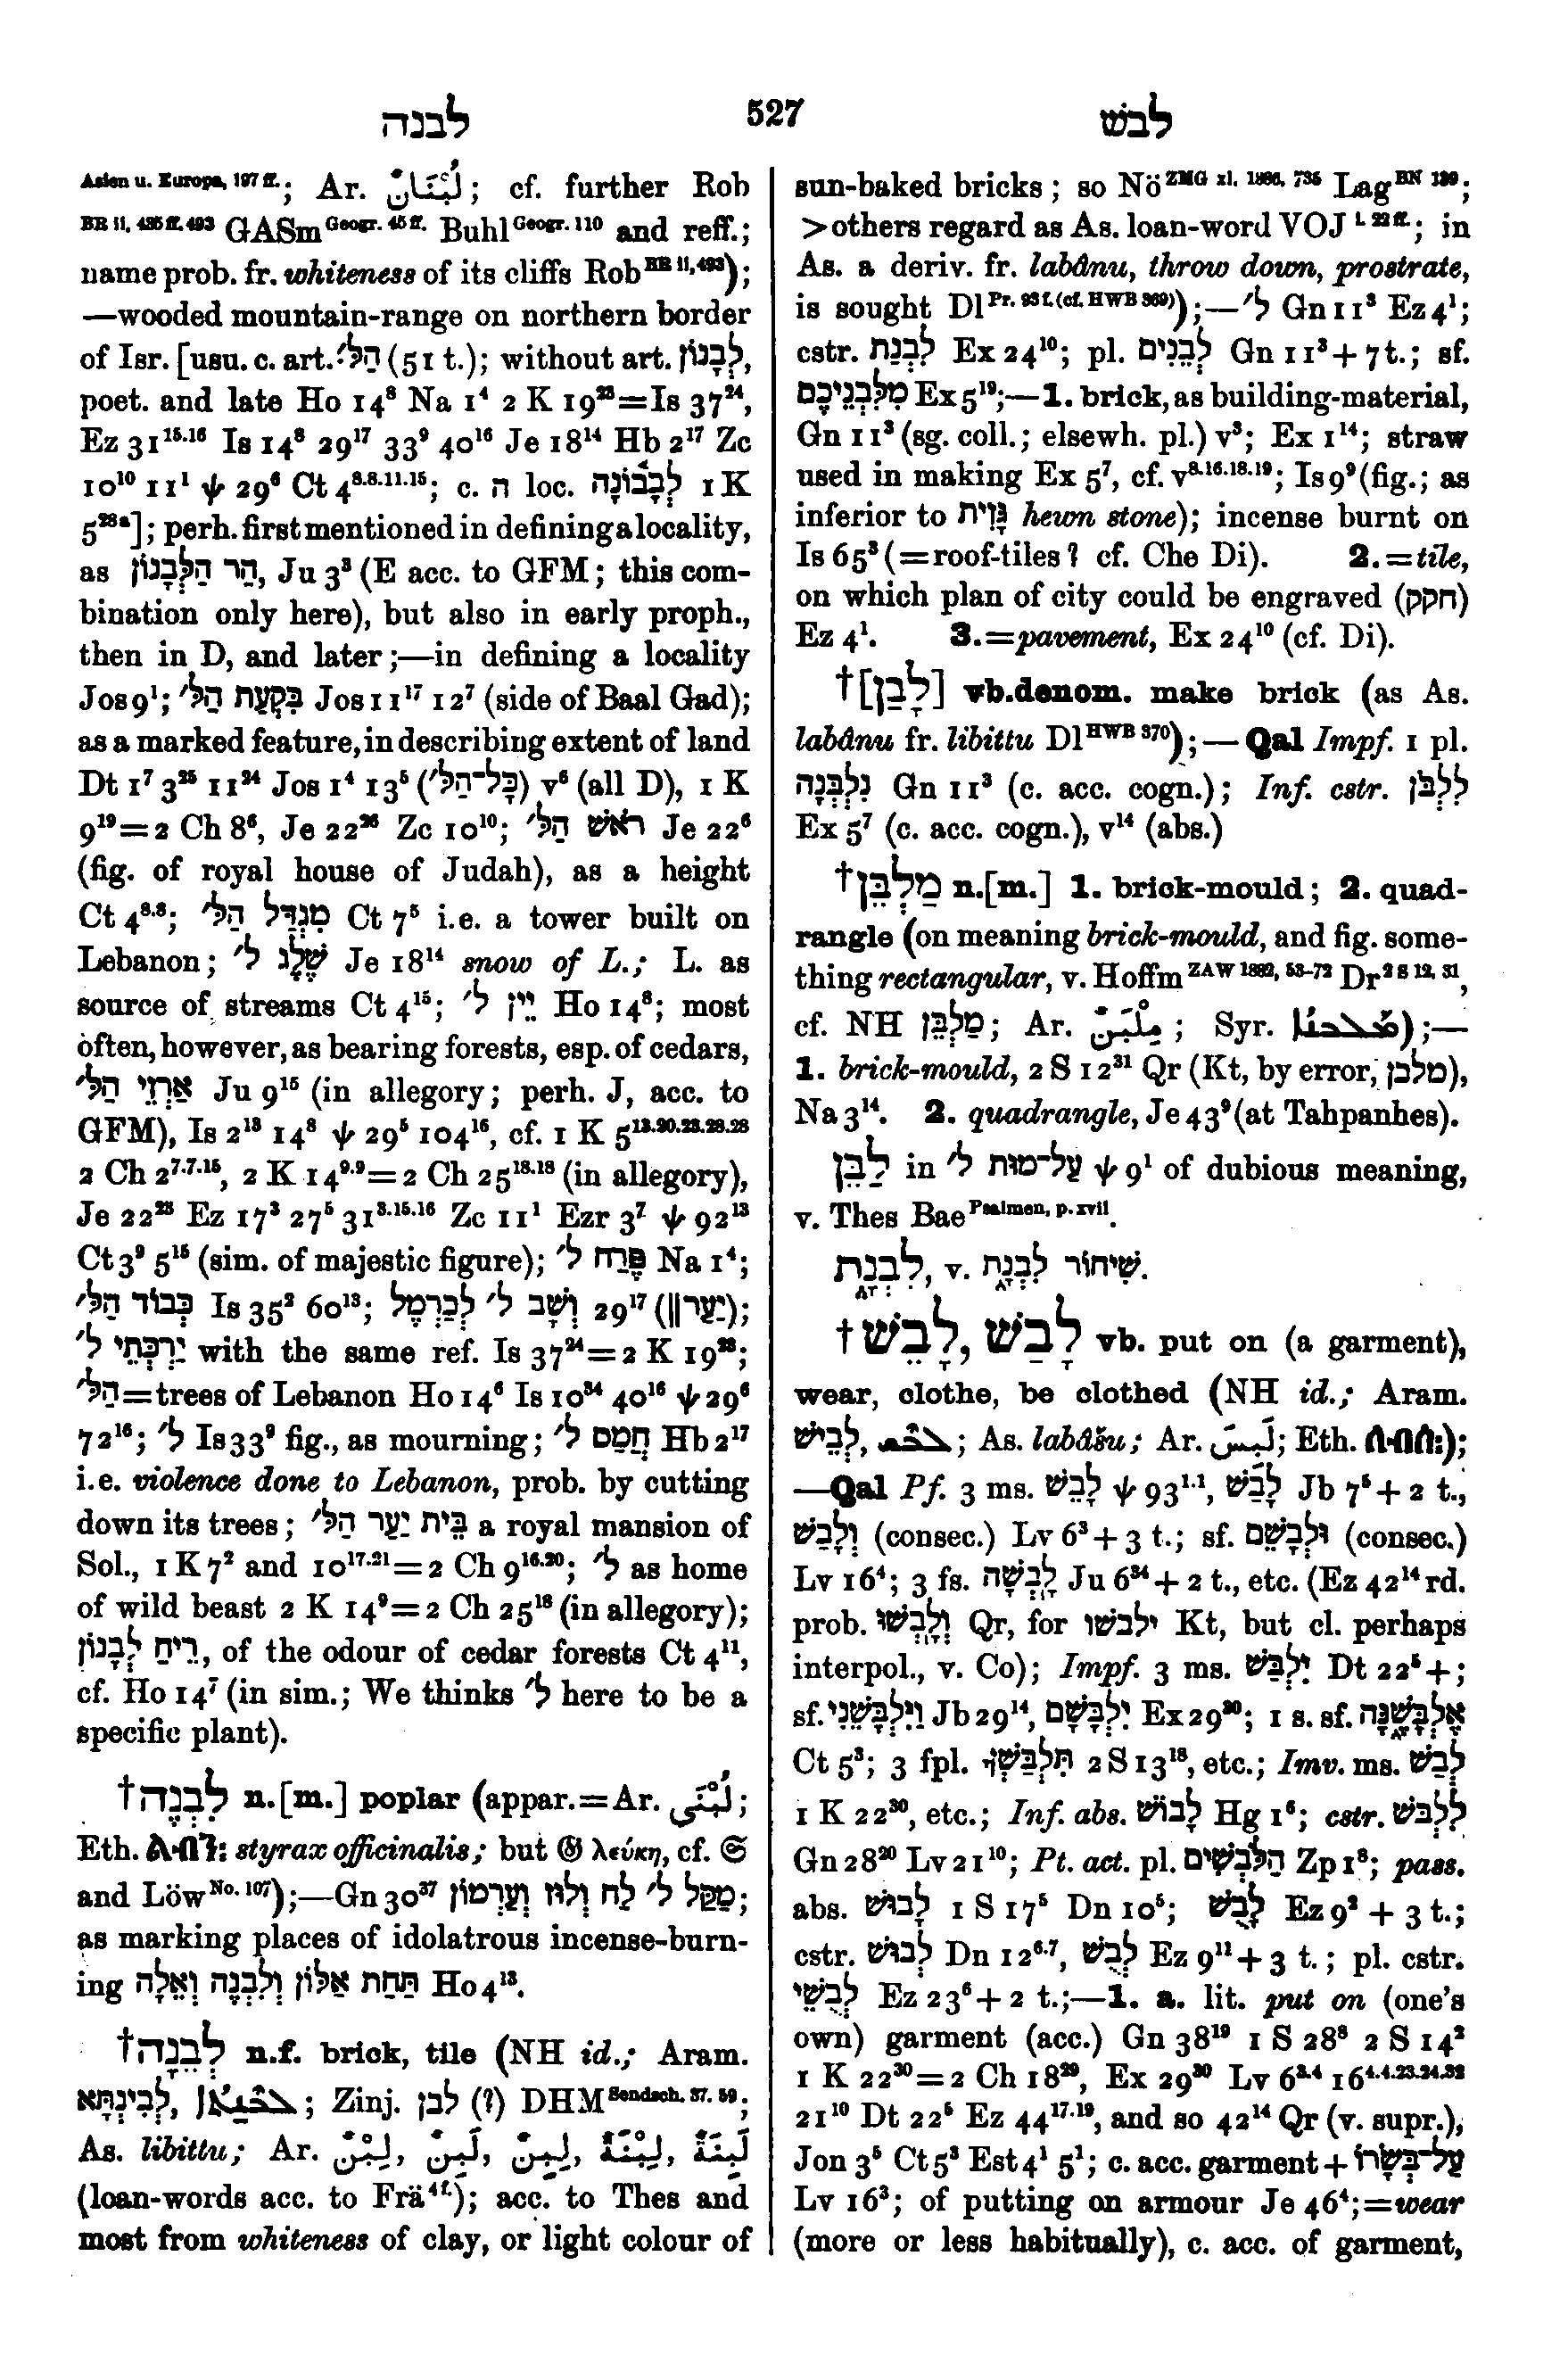 לבנה 527 לבשׁ
Asien u. Europa, 197 ff.; Ar. لُبْنَانٌ; cf. further Rob
BR ii, 435 ff. 493 GASm Geogr. 45 ff. Buhl Geogr. 110 and reff.;
name prob. fr. whiteness of its cliffs Rob BR ii, 493);
—wooded mountain-range on northern border
of Isr. [usu. c. art. הַלּ׳ (51 t.); without art. לְבָנוֹן,
poet. and late Ho 14⁸ Na 1⁴ 2 K 19²³=Is 37²⁴,
Ez 31¹⁵·¹⁶ Is 14⁸ 29¹⁷ 33⁹ 40¹⁶ Je 18¹⁴ Hb 2¹⁷ Zc
10¹⁰ 11¹ ψ 29⁶ Ct 4⁸·⁸·¹¹·¹⁵; c. ה loc. לְבָנוֹנָה 1 K
5²⁸ᵃ]; perh. first mentioned in defining a locality,
as הַר הַלְּבָנוֹן, Ju 3³ (E acc. to GFM; this com-
bination only here), but also in early proph.,
then in D, and later;—in defining a locality
Jos 9¹; בִּקְעַת הַלּ׳ Jos 11¹⁷ 12⁷ (side of Baal Gad);
as a marked feature, in describing extent of land
Dt 1⁷ 3²⁵ 11²⁴ Jos 1⁴ 13⁵ (כָּל־הַלּ׳) v⁶ (all D), 1 K
9¹⁹=2 Ch 8⁶, Je 22²⁶ Zc 10¹⁰; רֹאשׁ הַלּ׳ Je 22⁶
(fig. of royal house of Judah), as a height
Ct 4⁸·⁸; מִגְדַּל הַלּ׳ Ct 7⁵ i.e. a tower built on
Lebanon; שֶׁלֶג ל׳ Je 18¹⁴ snow of L.; L. as
source of streams Ct 4¹⁵; יֵין ל׳ Ho 14⁸; most
often, however, as bearing forests, esp. of cedars,
אַרְזֵי הַלּ׳ Ju 9¹⁵ (in allegory; perh. J, acc. to
GFM), Is 2¹³ 14⁸ ψ 29⁵ 104¹⁶, cf. 1 K 5¹³·²⁰·²³·²⁸·²⁸
2 Ch 2⁷·⁷·¹⁵, 2 K 14⁹·⁹=2 Ch 25¹⁸·¹⁸ (in allegory),
Je 22²³ Ez 17³ 27⁵ 31³·¹⁵·¹⁶ Zc 11¹ Ezr 3⁷ ψ 92¹³
Ct 3⁹ 5¹⁵ (sim. of majestic figure); פֶּרַח ל׳ Na 1⁴;
כְּבוֹד הַלּ׳ Is 35² 60¹³; וְשָׁב ל׳ לְכַרְמֶל 29¹⁷ (‖יַעַר);
יַרְכְּתֵי ל׳ with the same ref. Is 37²⁴=2 K 19²³;
הַלּ׳=trees of Lebanon Ho 14⁶ Is 10³⁴ 40¹⁶ ψ 29⁶
72¹⁶; ל׳ Is 33⁹ fig., as mourning; חֲמַס ל׳ Hb 2¹⁷
i.e. violence done to Lebanon, prob. by cutting
down its trees; בֵּית יַעַר הַלּ׳ a royal mansion of
Sol., 1 K 7² and 10¹⁷·²¹=2 Ch 9¹⁶·²⁰; ל׳ as home
of wild beast 2 K 14⁹=2 Ch 25¹⁸ (in allegory);
רֵיחַ לְבָנוֹן, of the odour of cedar forests Ct 4¹¹,
cf. Ho 14⁷ (in sim.; We thinks ל׳ here to be a
specific plant).
†לִבְנֶה n.[m.] poplar (appar.=Ar. لُبْنَى;
Eth. ልብን፡ styrax officinalis; but 𝔊 λεύκη, cf. 𝔖
and Löw No. 107);—Gn 30³⁷ מַקַּל ל׳ לַח וְלוּז וְעַרְמוֹן;
as marking places of idolatrous incense-burn-
ing תַּחַת אַלּוֹן וְלִבְנֶה וְאֵלָה Ho 4¹³.
†לְבֵנָה n.f. brick, tile (NH id.; Aram.
לְבֵינְתָּא, ܠܒܶܢܬܳܐ; Zinj. לבן (?) DHM Sendsch. 37. 59;
As. libittu; Ar. لِبْنٌ, لَبِنٌ, لِبِنٌ, لِبْنَةٌ, لَبِنَةٌ
(loan-words acc. to Frä 4 f.); acc. to Thes and
most from whiteness of clay, or light colour of
sun-baked bricks; so Nö ZMG xl. 1886, 735 Lag BN 139;
>others regard as As. loan-word VOJ i. 22 ff.; in
As. a deriv. fr. labânu, throw down, prostrate,
is sought Dl Pr. 93 f. (cf. HWB 369));—ל׳ Gn 11³ Ez 4¹;
cstr. לִבְנַת Ex 24¹⁰; pl. לְבֵנִים Gn 11³+7 t.; sf.
מִלִּבְנֵיכֶם Ex 5¹⁹;—1. brick, as building-material,
Gn 11³ (sg. coll.; elsewh. pl.) v³; Ex 1¹⁴; straw
used in making Ex 5⁷, cf. v⁸·¹⁶·¹⁸·¹⁹; Is 9⁹ (fig.; as
inferior to גָּזִית hewn stone); incense burnt on
Is 65³ (=roof-tiles? cf. Che Di). 2.=tile,
on which plan of city could be engraved (חקק)
Ez 4¹. 3.=pavement, Ex 24¹⁰ (cf. Di).
†[לָבַן] vb.denom. make brick (as As.
labânu fr. libittu Dl HWB 370);—Qal Impf. 1 pl.
נִלְבְּנָה Gn 11³ (c. acc. cogn.); Inf. cstr. לִלְבֹּן
Ex 5⁷ (c. acc. cogn.), v¹⁴ (abs.)
†מַלְבֵּן n.[m.] 1. brick-mould; 2. quad-
rangle (on meaning brick-mould, and fig. some-
thing rectangular, v. Hoffm ZAW 1882, 53–72 Dr 2 S 12, 31,
cf. NH מַלְבֵּן; Ar. مِلْبَنٌ; Syr. ܡܰܠܒܢܳܐ);—
1. brick-mould, 2 S 12³¹ Qr (Kt, by error, מלכן),
Na 3¹⁴. 2. quadrangle, Je 43⁹ (at Tahpanhes).
לַבֵּן in עַל־מוּת ל׳ ψ 9¹ of dubious meaning,
v. Thes Bae Psalmen, p. xvii.
לִבְנָת, v. שִׁיחוֹר לִבְנָת.
†לָבֵשׁ, לָבַשׁ vb. put on (a garment),
wear, clothe, be clothed (NH id.; Aram.
לְבֵישׁ, ܠܒܶܫ; As. labâšu; Ar. لَبِسَ; Eth. ለብሰ፡);
—Qal Pf. 3 ms. לָבֵשׁ ψ 93¹·¹, לָבַשׁ Jb 7⁵+2 t.,
וְלָבַשׁ (consec.) Lv 6³+3 t.; sf. וּלְבֵשָׁם (consec.)
Lv 16⁴; 3 fs. לָֽבְשָׁה Ju 6³⁴+2 t., etc. (Ez 42¹⁴ rd.
prob. וְלָֽבְשׁוּ Qr, for ילבשו Kt, but cl. perhaps
interpol., v. Co); Impf. 3 ms. יִלְבַּשׁ Dt 22⁵+;
sf. וַיִּלְבָּשֵׁנִי Jb 29¹⁴, יִלְבָּשָׁם Ex 29³⁰; 1 s. sf. אֶלְבָּשֶׁנָּה
Ct 5³; 3 fpl. תִּלְבַּשְׁןָ 2 S 13¹⁸, etc.; Imv. ms. לְבַשׁ
1 K 22³⁰, etc.; Inf. abs. לָבוֹשׁ Hg 1⁶; cstr. לִלְבֹּשׁ
Gn 28²⁰ Lv 21¹⁰; Pt. act. pl. הַלֹּבְשִׁים Zp 1⁸; pass.
abs. לָבוּשׁ 1 S 17⁵ Dn 10⁵; לָבֻשׁ Ez 9²+3 t.;
cstr. לְבוּשׁ Dn 12⁶·⁷, לְבֻשׁ Ez 9¹¹+3 t.; pl. cstr.
לְבֻשֵׁי Ez 23⁶+2 t.;—1. a. lit. put on (one's
own) garment (acc.) Gn 38¹⁹ 1 S 28⁸ 2 S 14²
1 K 22³⁰=2 Ch 18²⁹, Ex 29³⁰ Lv 6³·⁴ 16⁴·⁴·²³·²⁴·³²
21¹⁰ Dt 22⁵ Ez 44¹⁷·¹⁹, and so 42¹⁴ Qr (v. supr.),
Jon 3⁵ Ct 5³ Est 4¹ 5¹; c. acc. garment+עַל־בְּשָׂרוֹ
Lv 16³; of putting on armour Je 46⁴;=wear
(more or less habitually), c. acc. of garment,